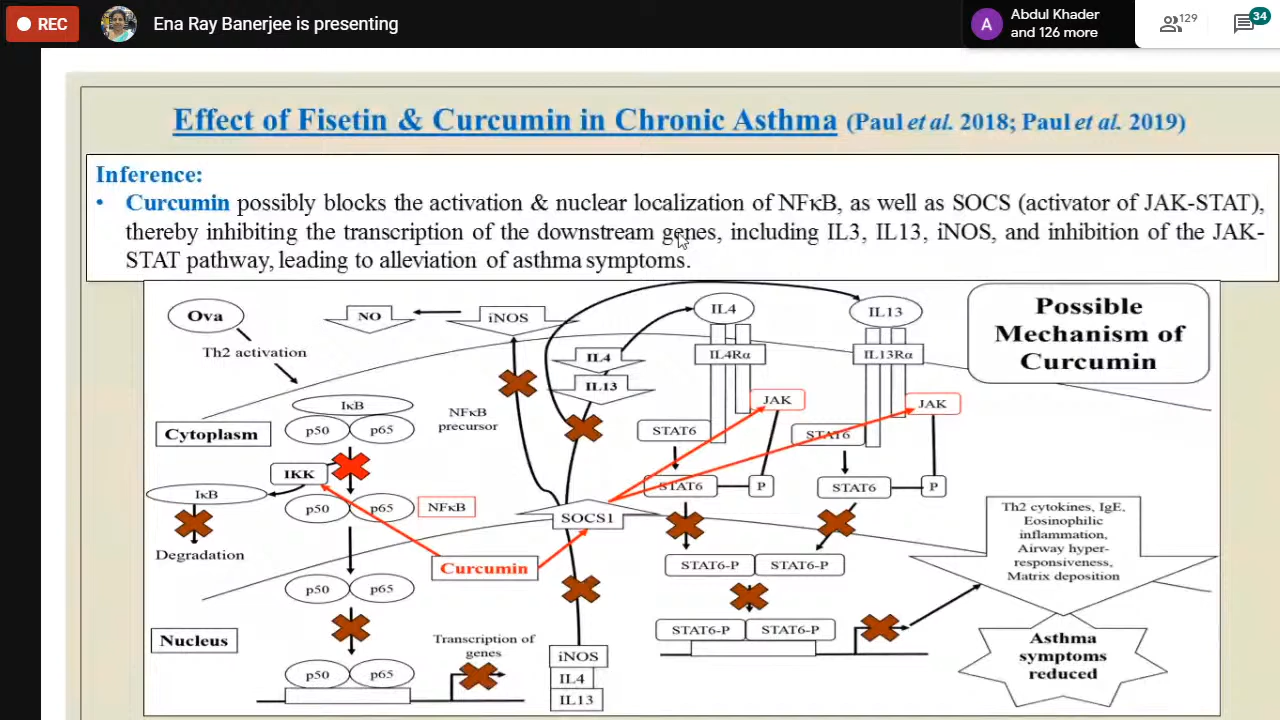 REC
Ena Ray Banerjee is presenting
A
Abdul Khader
and 126 more
129
34
Effect of Fisetin & Curcumin in Chronic Asthma (Paul et al. 2018; Paul et al. 2019)
Inference:
• Curcumin possibly blocks the activation & nuclear localization of NFκB, as well as SOCS (activator of JAK-STAT),
thereby inhibiting the transcription of the downstream genes, including IL3, IL13, iNOS, and inhibition of the JAK-
STAT pathway, leading to alleviation of asthma symptoms.
Possible
Mechanism of
Curcumin
Ova
Th2 activation
NO
iNOS
IL4
IL13
IL4
IL13
IL4Rα
IL13Rα
JAK
JAK
IκB
p50
p65
NFκB
precursor
Cytoplasm
STAT6
STAT6
IKK
IκB
p50
p65
NFκB
STAT6
P
STAT6
P
SOCS1
Degradation
Curcumin
Th2 cytokines, IgE,
Eosinophilic
inflammation,
Airway hyper-
responsiveness,
Matrix deposition
STAT6-P
STAT6-P
p50
p65
Nucleus
Transcription of
genes
STAT6-P
STAT6-P
Asthma
symptoms
reduced
p50
p65
iNOS
IL4
IL13